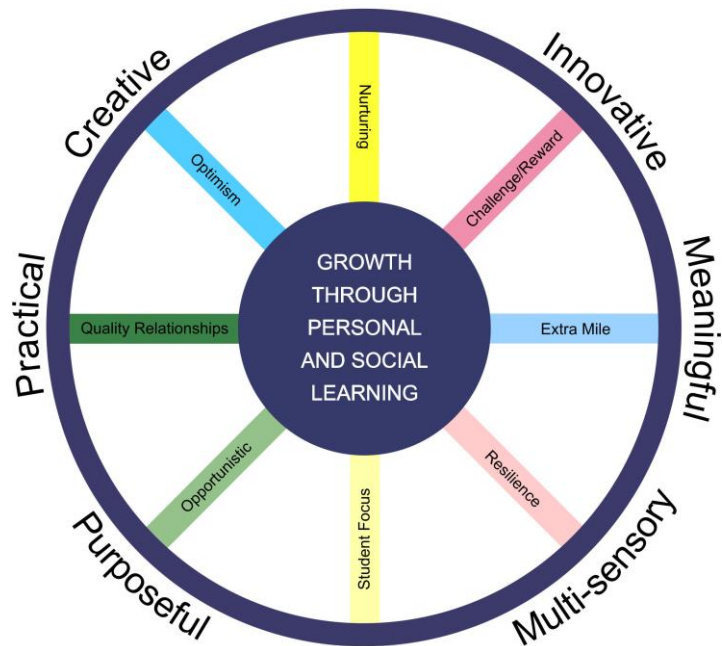 Creative
Innovative
Meaningful
Multi-sensory
Purposeful
Practical
Nurturing
Challenge/Reward
Extra Mile
Resilience
Student Focus
Opportunistic
Quality Relationships
Optimism
GROWTH
THROUGH
PERSONAL
AND SOCIAL
LEARNING